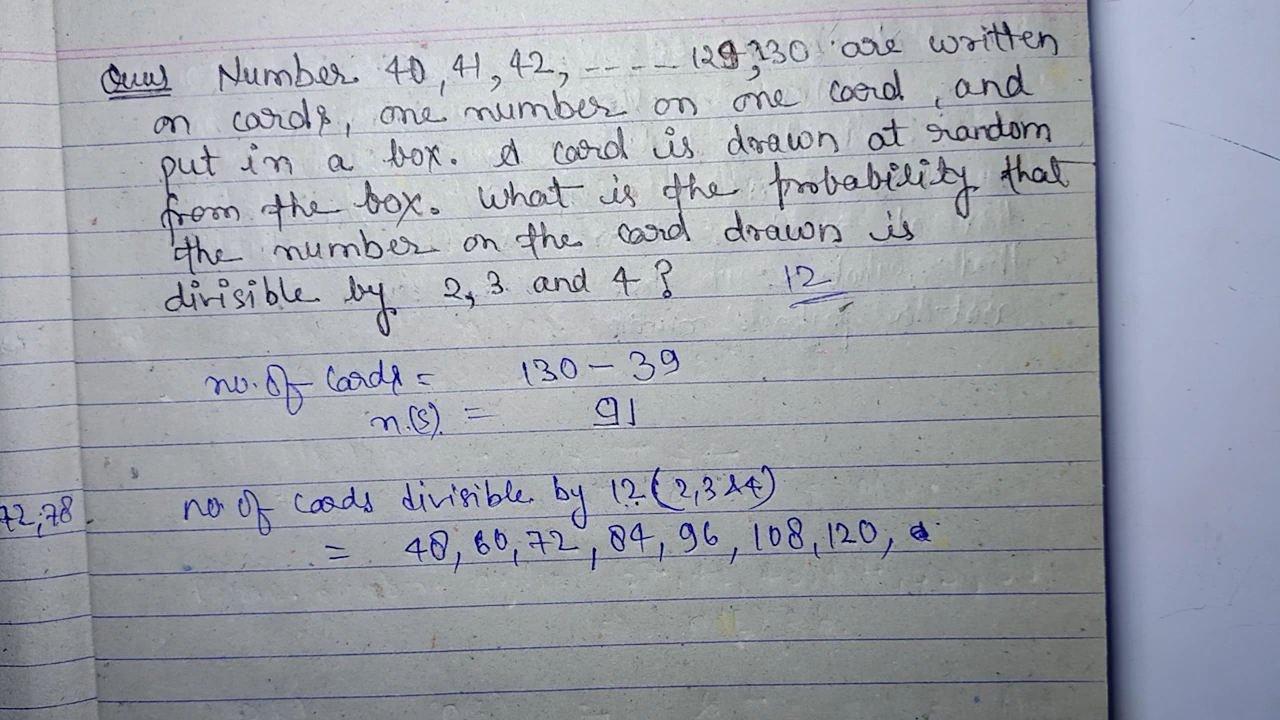 Ques Number 40, 41, 42, ---- 129, 130 are written
on cards, one number on one card, and
put in a box. A card is drawn at random
from the box. What is the probability that
the number on the card drawn is
divisible by 2, 3 and 4 ? 12
no. of Cards = 130 - 39
n.(S). = 91
72,78
no of cards divisible by 12 (2,3 & 4)
= 48, 60, 72, 84, 96, 108, 120,